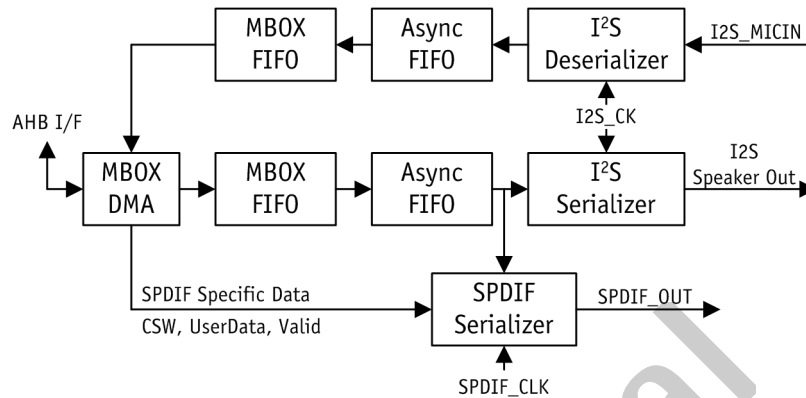 MBOX
FIFO
Async
FIFO
I²S
Deserializer
I2S_MICIN
I2S_CK
AHB I/F
MBOX
DMA
MBOX
FIFO
Async
FIFO
I²S
Serializer
I2S
Speaker Out
SPDIF Specific Data
CSW, UserData, Valid
SPDIF
Serializer
SPDIF_OUT
SPDIF_CLK